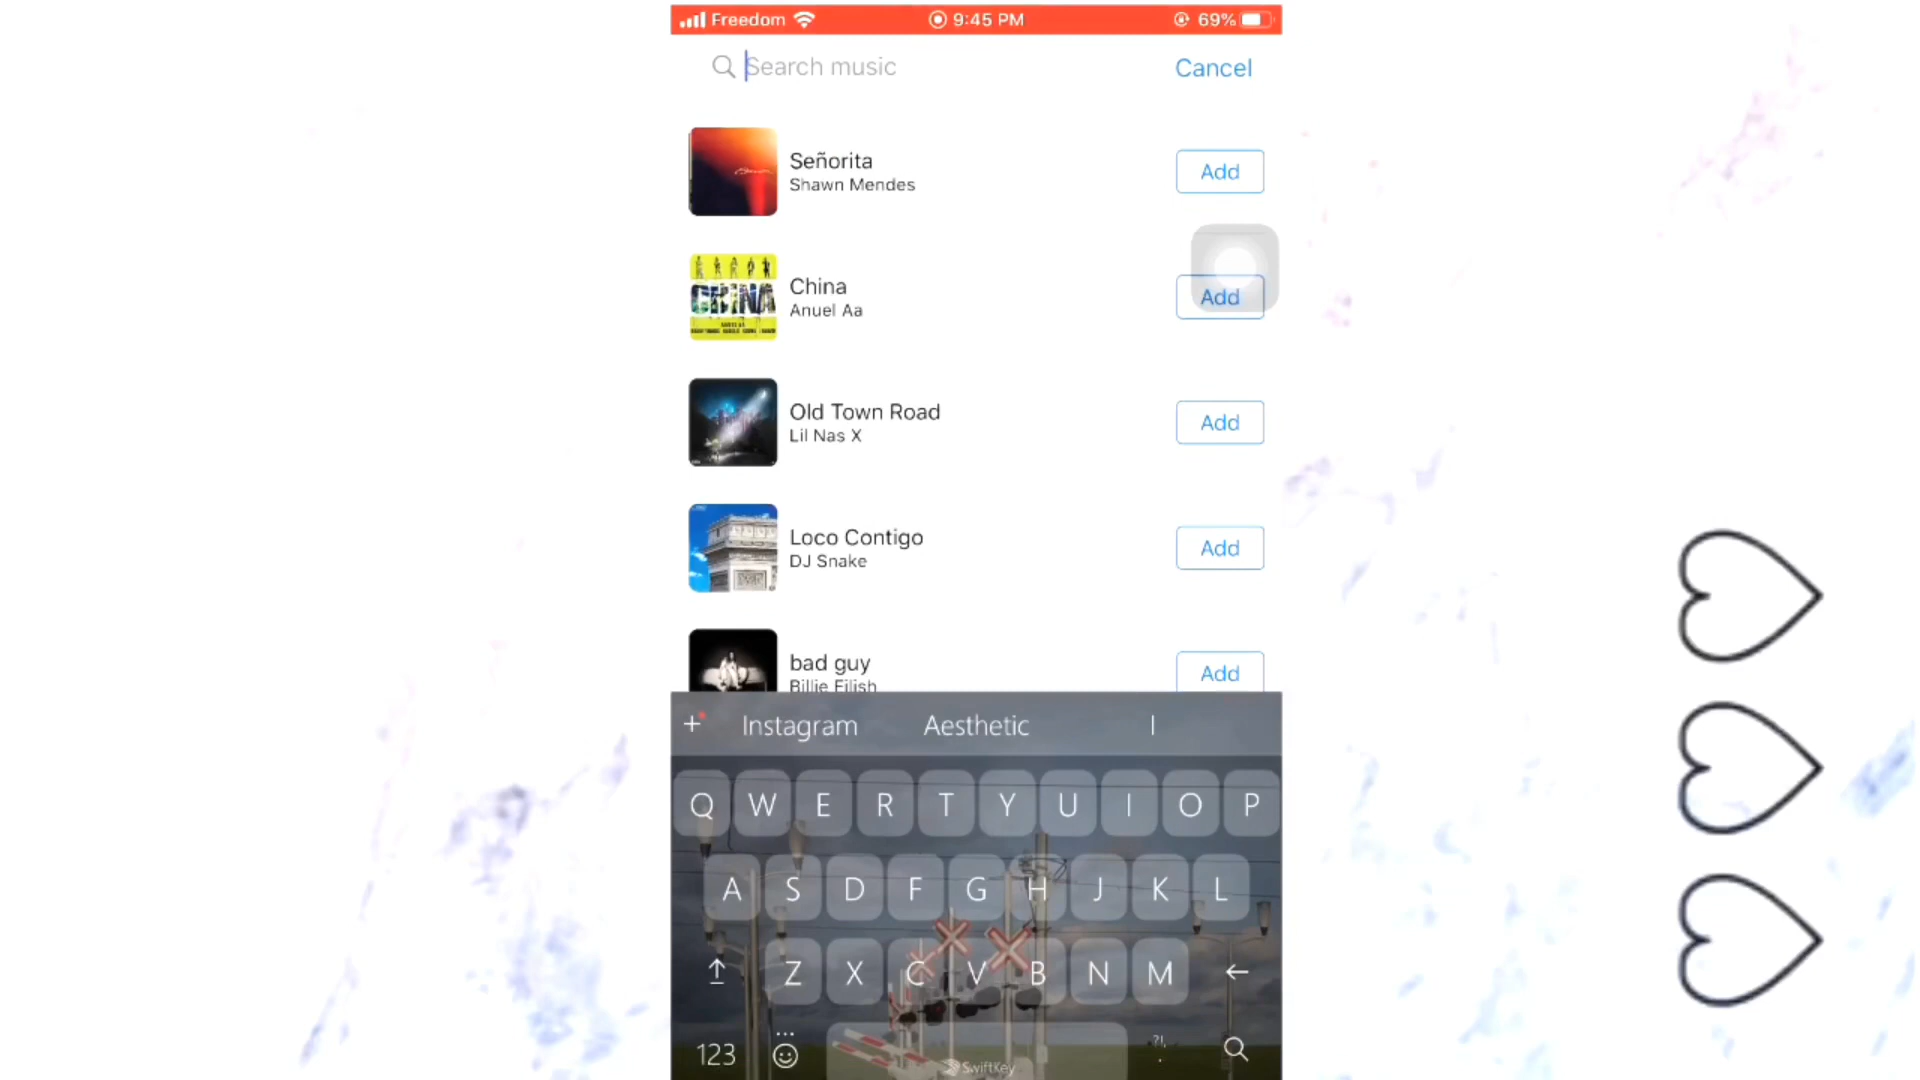 Freedom 9:45 PM 69%
Search music Cancel
Señorita
Shawn Mendes
Add
China
Anuel Aa
Add
CHINA
Old Town Road
Lil Nas X
Add
Loco Contigo
DJ Snake
Add
bad guy
Billie Eilish
Add
+ Instagram Aesthetic I
Q W E R T Y U I O P
A S D F G H J K L
Z X C V B N M
123 ?!, .
SwiftKey